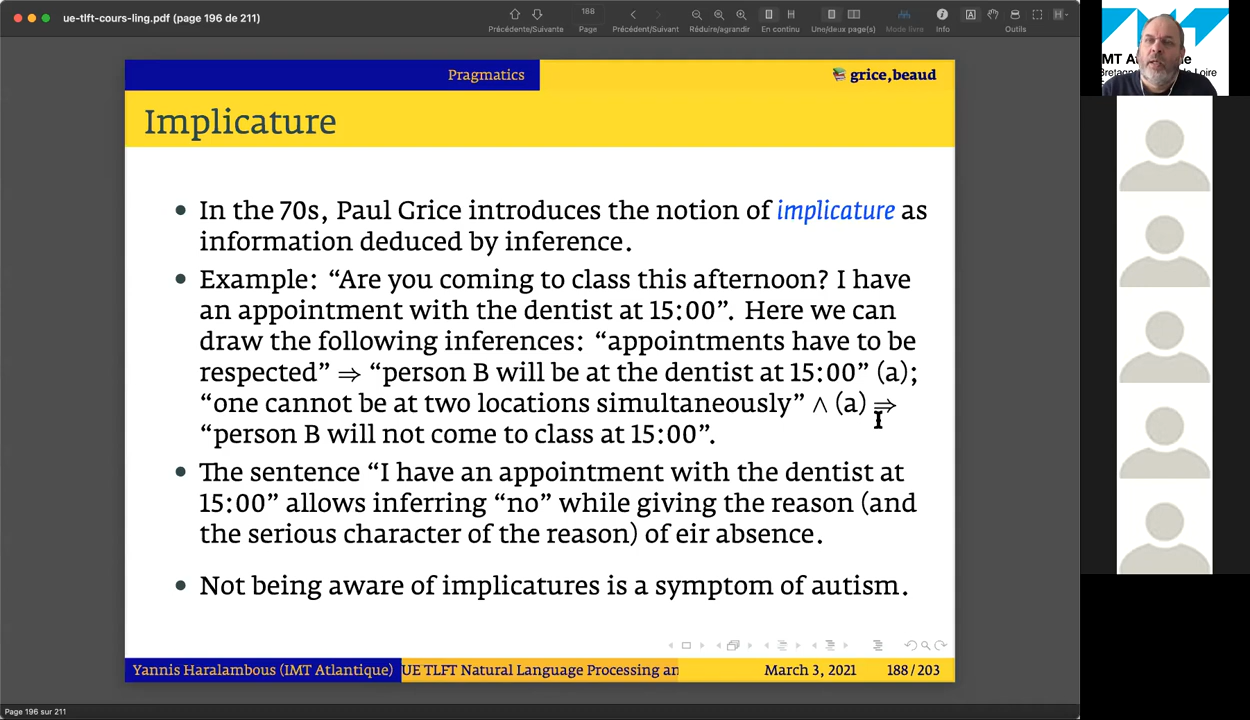 ue-tlft-cours-ling.pdf (page 196 de 211)
188
Précédente/Suivante
Page
Précédent/Suivant
Réduire/agrandir
En continu
Une/deux page(s)
Mode livre
Info
Outils
Pragmatics
grice,beaud
Implicature
• In the 70s, Paul Grice introduces the notion of implicature as
information deduced by inference.
• Example: “Are you coming to class this afternoon? I have
an appointment with the dentist at 15:00”. Here we can
draw the following inferences: “appointments have to be
respected” ⇒ “person B will be at the dentist at 15:00” (a);
“one cannot be at two locations simultaneously” ∧ (a) ⇒
“person B will not come to class at 15:00”.
• The sentence “I have an appointment with the dentist at
15:00” allows inferring “no” while giving the reason (and
the serious character of the reason) of eir absence.
• Not being aware of implicatures is a symptom of autism.
Yannis Haralambous (IMT Atlantique)
UE TLFT Natural Language Processing an
March 3, 2021
188/203
Page 196 sur 211